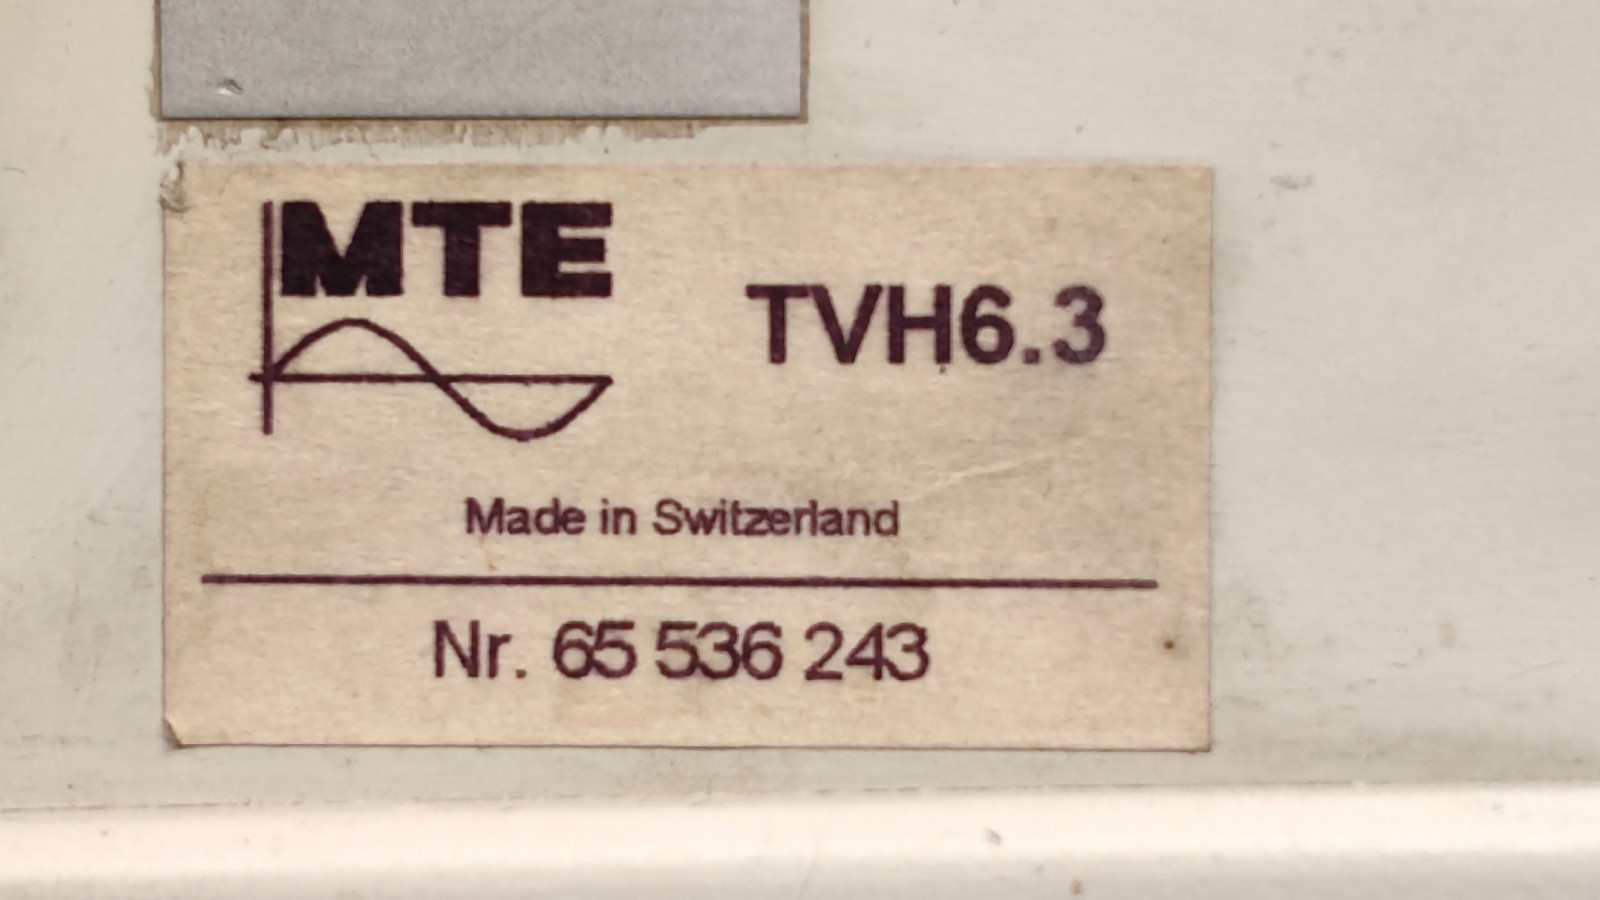 MTE
TVH6.3
Made in Switzerland
Nr. 65 536 243